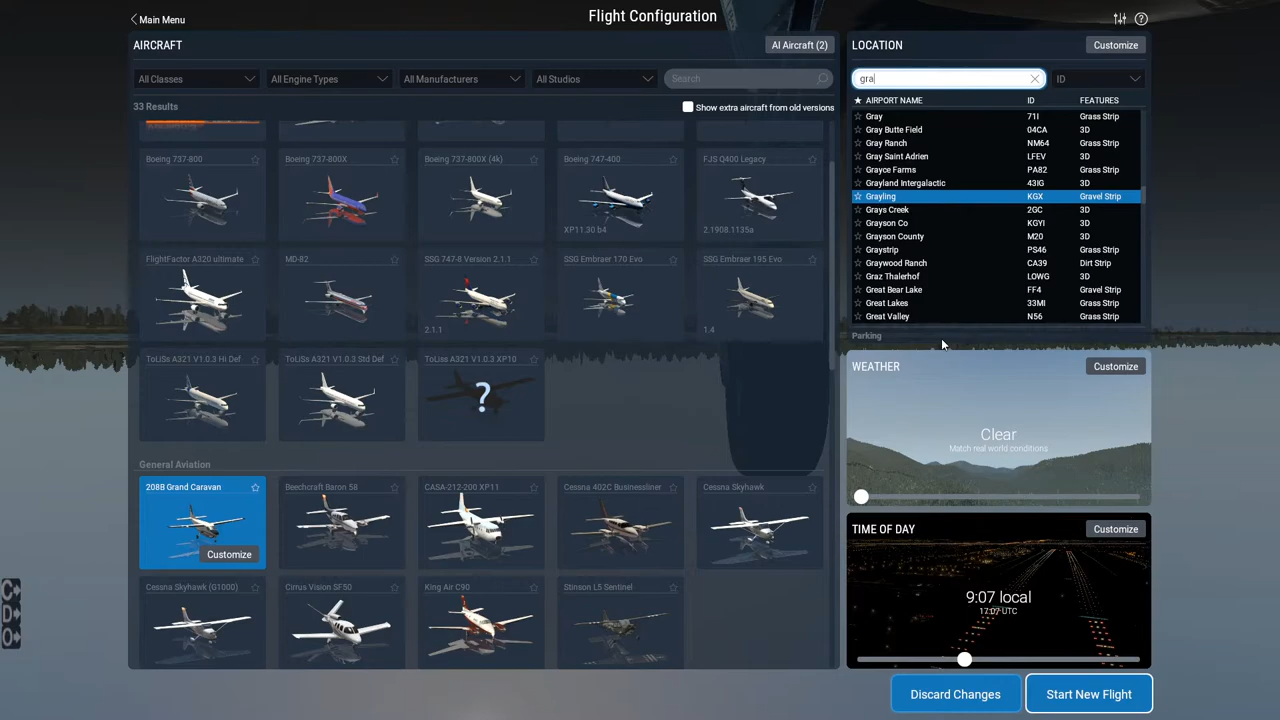 Main Menu
Flight Configuration
AIRCRAFT
AI Aircraft (2)
All Classes
All Engine Types
All Manufacturers
All Studios
Search
33 Results
Show extra aircraft from old versions
Boeing 737-800
Boeing 737-800X
Boeing 737-800X (4k)
Boeing 747-400
FJS Q400 Legacy
XP11.30 b4
2.1908.1135a
FlightFactor A320 ultimate
MD-82
SSG 747-8 Version 2.1.1
SSG Embraer 170 Evo
SSG Embraer 195 Evo
2.1.1
1.4
ToLiSs A321 V1.0.3 Hi Def
ToLiSs A321 V1.0.3 Std Def
ToLiss A321 V1.0.3 XP10
?
General Aviation
208B Grand Caravan
Beechcraft Baron 58
CASA-212-200 XP11
Cessna 402C Businessliner
Cessna Skyhawk
Customize
Cessna Skyhawk (G1000)
Cirrus Vision SF50
King Air C90
Stinson L5 Sentinel
LOCATION
Customize
gra
ID
AIRPORT NAME ID FEATURES
Gray 71I Grass Strip
Gray Butte Field 04CA 3D
Gray Ranch NM64 Grass Strip
Gray Saint Adrien LFEV 3D
Grayce Farms PA82 Grass Strip
Grayland Intergalactic 43IG 3D
Grayling KGX Gravel Strip
Grays Creek 2GC 3D
Grayson Co KGYI 3D
Grayson County M20 3D
Graystrip PS46 Grass Strip
Graywood Ranch CA39 Dirt Strip
Graz Thalerhof LOWG 3D
Great Bear Lake FF4 Gravel Strip
Great Lakes 33MI Grass Strip
Great Valley N56 Grass Strip
Parking
WEATHER
Customize
Clear
Match real world conditions
TIME OF DAY
Customize
9:07 local
17:07 UTC
Discard Changes
Start New Flight
C
D
O